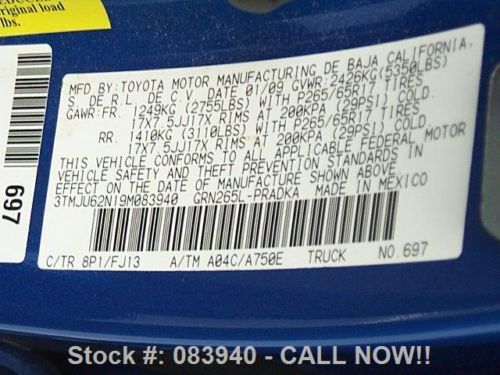 original load
lbs.
MFD. BY: TOYOTA MOTOR MANUFACTURING DE BAJA CALIFORNIA,
S DE R.L. DE C.V. DATE 01/09 GVWR: 2426KG(5350LBS)
GAWR: FR. 1249KG (2755LBS) WITH P265/65R17 TIRES
17X7.5JJ17X RIMS AT 200KPA (29PSI) COLD.
RR. 1410KG (3110LBS) WITH P265/65R17 TIRES
17X7.5JJ17X RIMS AT 200KPA (29PSI) COLD.
THIS VEHICLE CONFORMS TO ALL APPLICABLE FEDERAL MOTOR
VEHICLE SAFETY AND THEFT PREVENTION STANDARDS IN
EFFECT ON DATE OF MANUFACTURE SHOWN ABOVE.
3TMJU62N19M083940 GRN265L-PRADKA MADE IN MEXICO
C/TR 8P1/FJ13 A/TM A04C/A750E TRUCK NO.697
697
Stock #: 083940 - CALL NOW!!